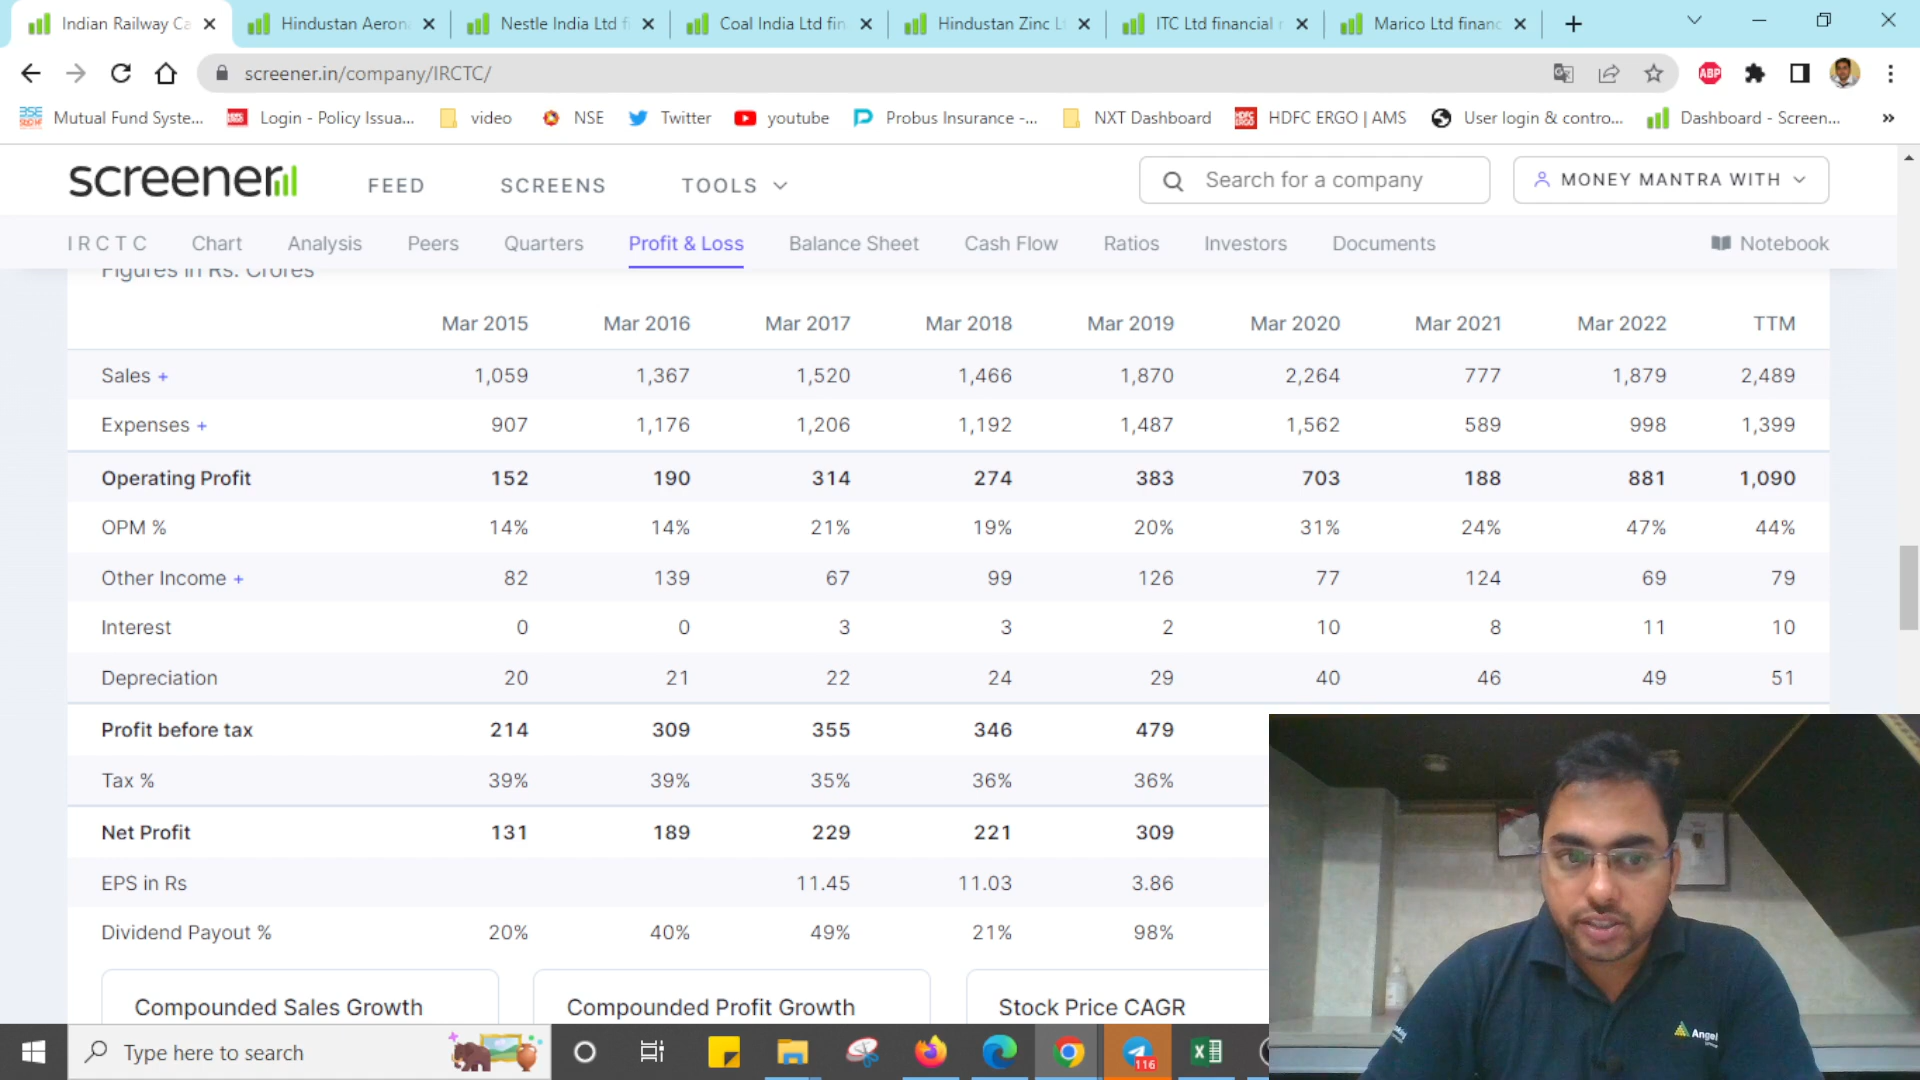 Indian Railway Ca
Hindustan Aeron
Nestle India Ltd fi
Coal India Ltd fin
Hindustan Zinc L
ITC Ltd financial r
Marico Ltd financ
screener.in/company/IRCTC/
ABP
Mutual Fund Syste...
Login - Policy Issua...
video
NSE
Twitter
youtube
Probus Insurance -...
NXT Dashboard
HDFC ERGO | AMS
User login & contro...
Dashboard - Screen...
»
screener
FEED
SCREENS
TOOLS
Search for a company
MONEY MANTRA WITH
I R C T C
Chart
Analysis
Peers
Quarters
Profit & Loss
Balance Sheet
Cash Flow
Ratios
Investors
Documents
Notebook
Figures in Rs. Crores
Mar 2015 Mar 2016 Mar 2017 Mar 2018 Mar 2019 Mar 2020 Mar 2021 Mar 2022 TTM
Sales + 1,059 1,367 1,520 1,466 1,870 2,264 777 1,879 2,489
Expenses + 907 1,176 1,206 1,192 1,487 1,562 589 998 1,399
Operating Profit 152 190 314 274 383 703 188 881 1,090
OPM % 14% 14% 21% 19% 20% 31% 24% 47% 44%
Other Income + 82 139 67 99 126 77 124 69 79
Interest 0 0 3 3 2 10 8 11 10
Depreciation 20 21 22 24 29 40 46 49 51
Profit before tax 214 309 355 346 479
Tax % 39% 39% 35% 36% 36%
Net Profit 131 189 229 221 309
EPS in Rs 11.45 11.03 3.86
Dividend Payout % 20% 40% 49% 21% 98%
Compounded Sales Growth
Compounded Profit Growth
Stock Price CAGR
Angel
Type here to search
116